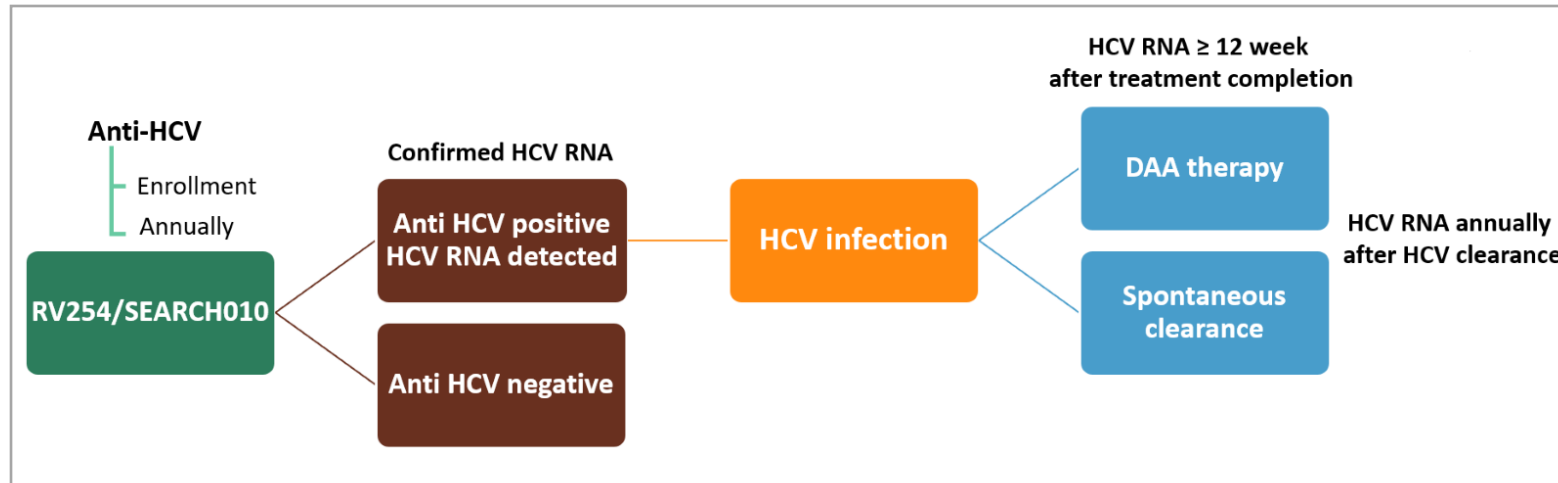 Anti-HCV
Enrollment
Annually
RV254/SEARCH010
Confirmed HCV RNA
Anti HCV positive
HCV RNA detected
Anti HCV negative
HCV infection
HCV RNA ≥ 12 week
after treatment completion
DAA therapy
Spontaneous
clearance
HCV RNA annually
after HCV clearance